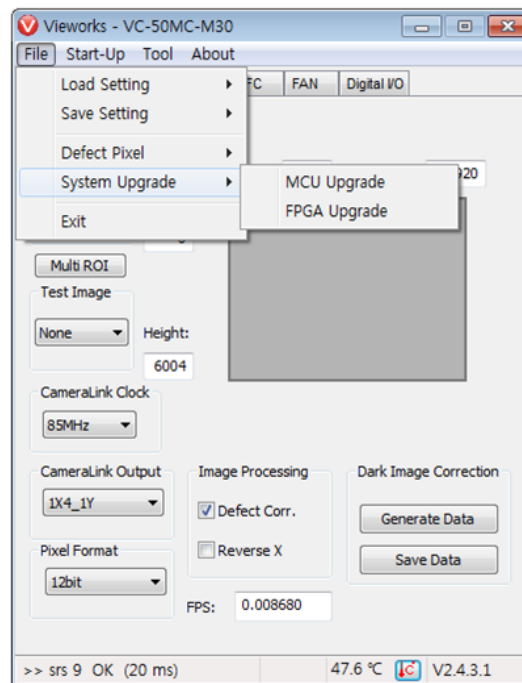 Vieworks - VC-50MC-M30
File Start-Up Tool About
Load Setting
Save Setting
Defect Pixel
System Upgrade
Exit
MCU Upgrade
FPGA Upgrade
FC FAN Digital I/O
920
Multi ROI
Test Image
None
Height:
6004
CameraLink Clock
85MHz
CameraLink Output
1X4_1Y
Pixel Format
12bit
Image Processing
Defect Corr.
Reverse X
FPS: 0.008680
Dark Image Correction
Generate Data
Save Data
>> srs 9 OK (20 ms) 47.6 ℃ C V2.4.3.1